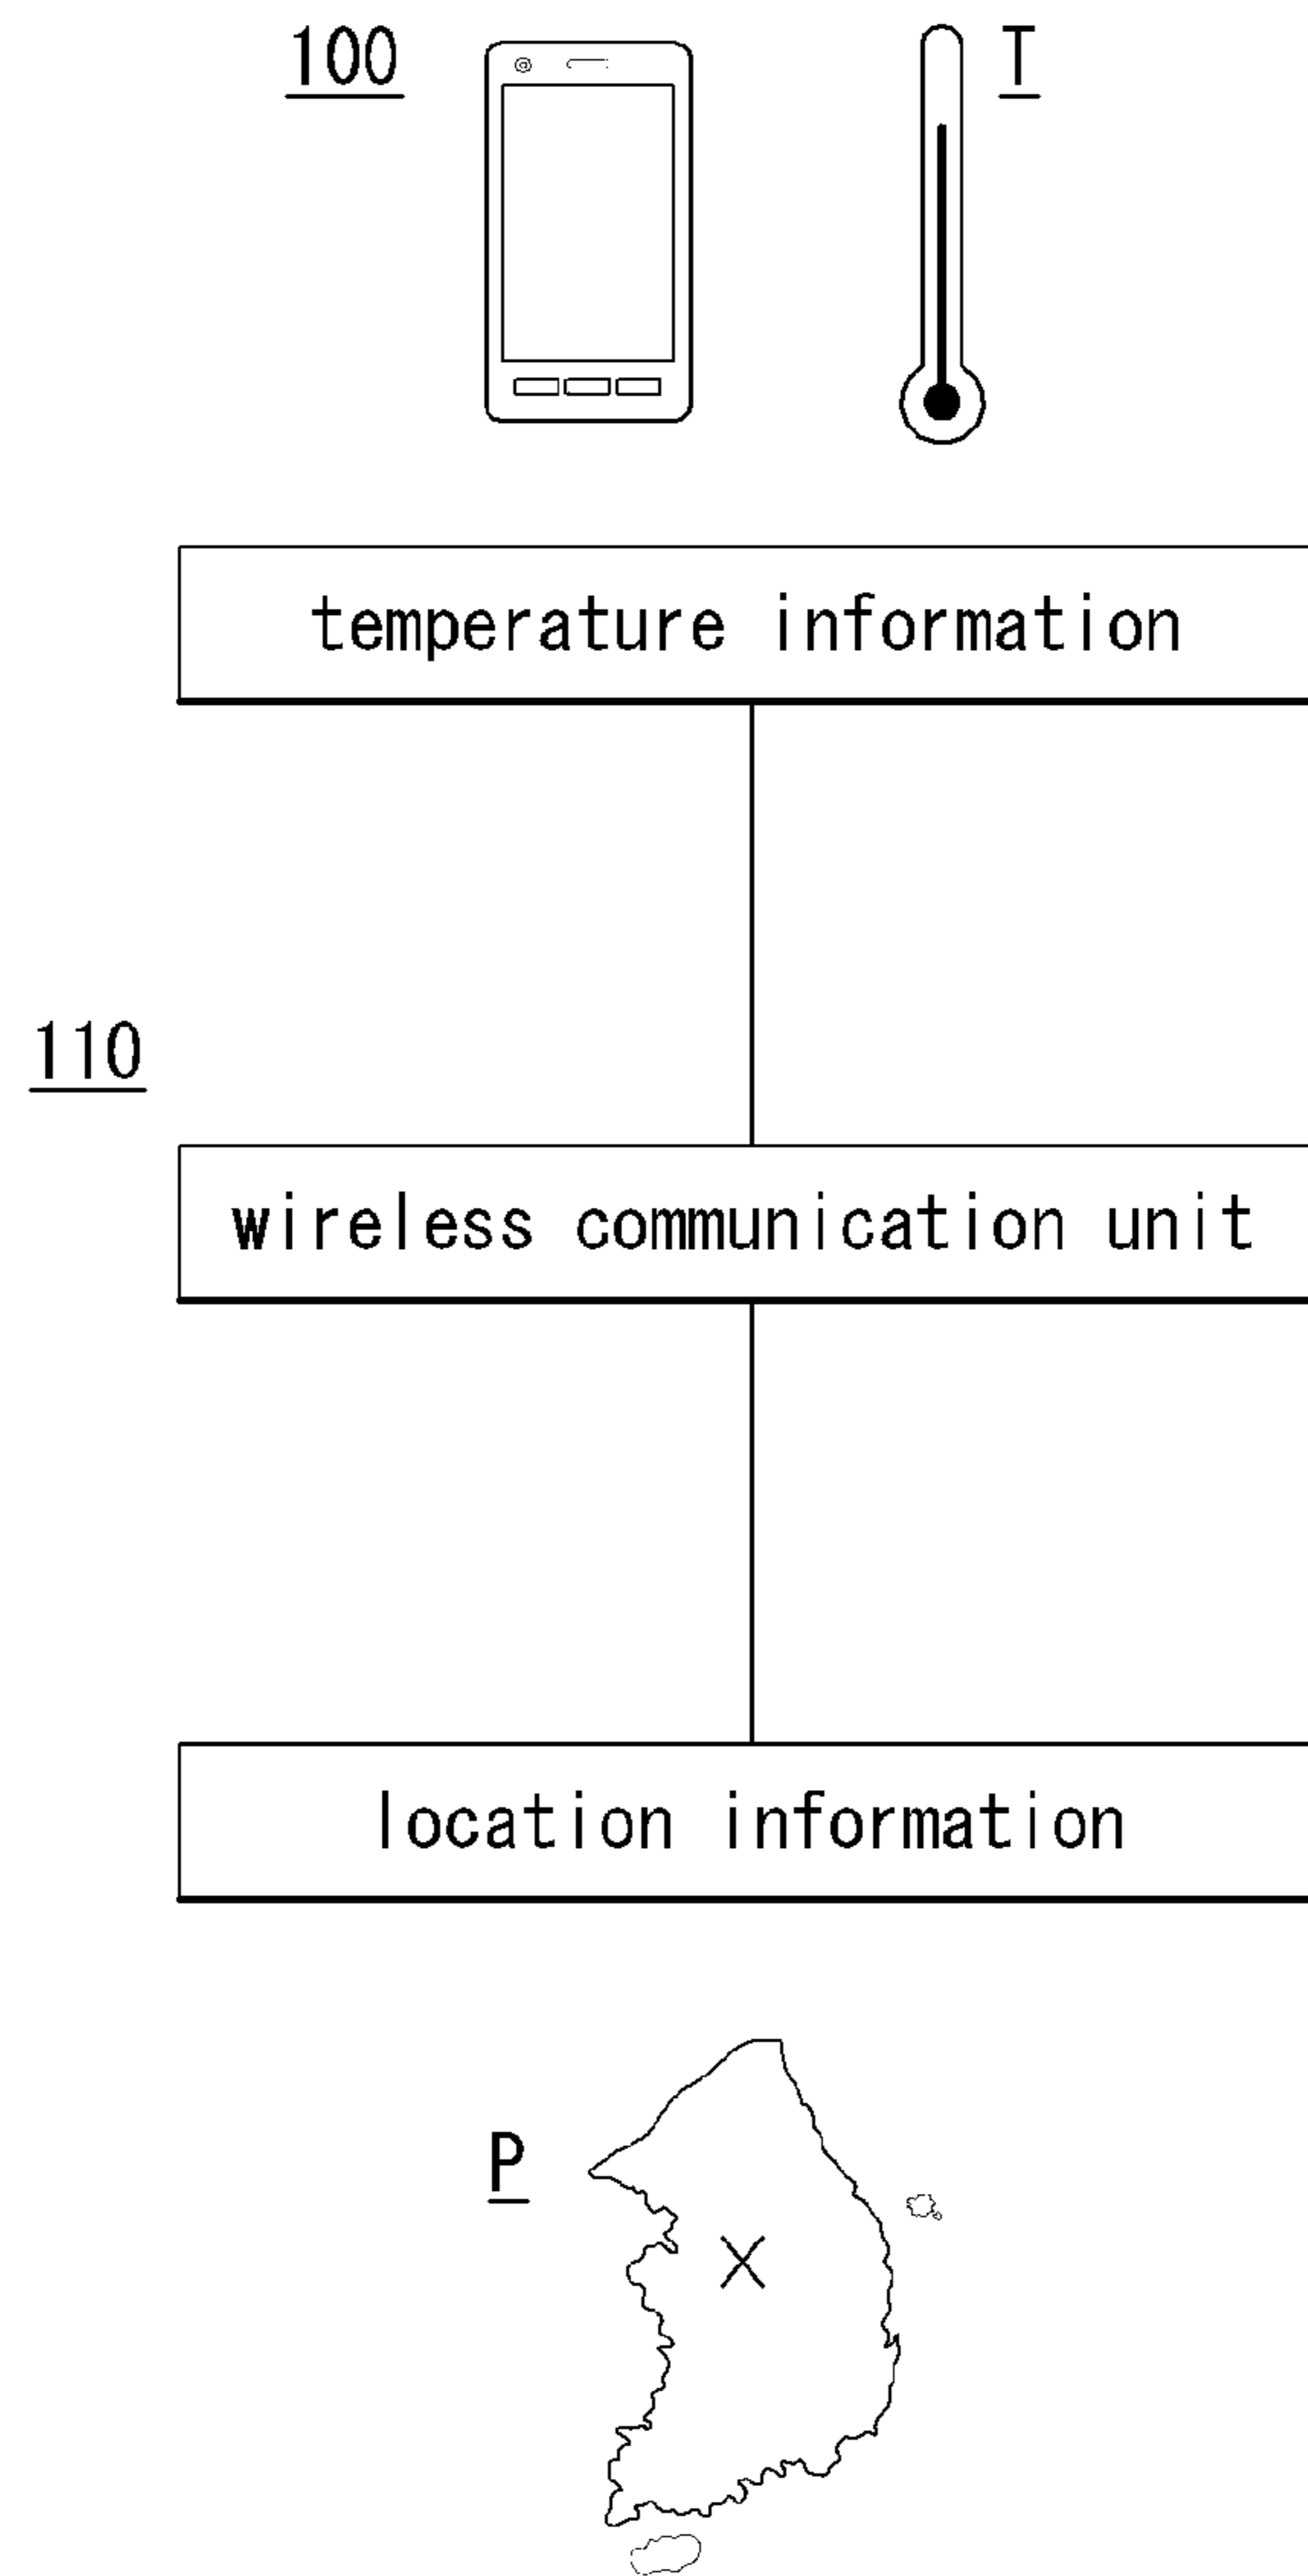 100
T
temperature information
110
wireless communication unit
location information
P